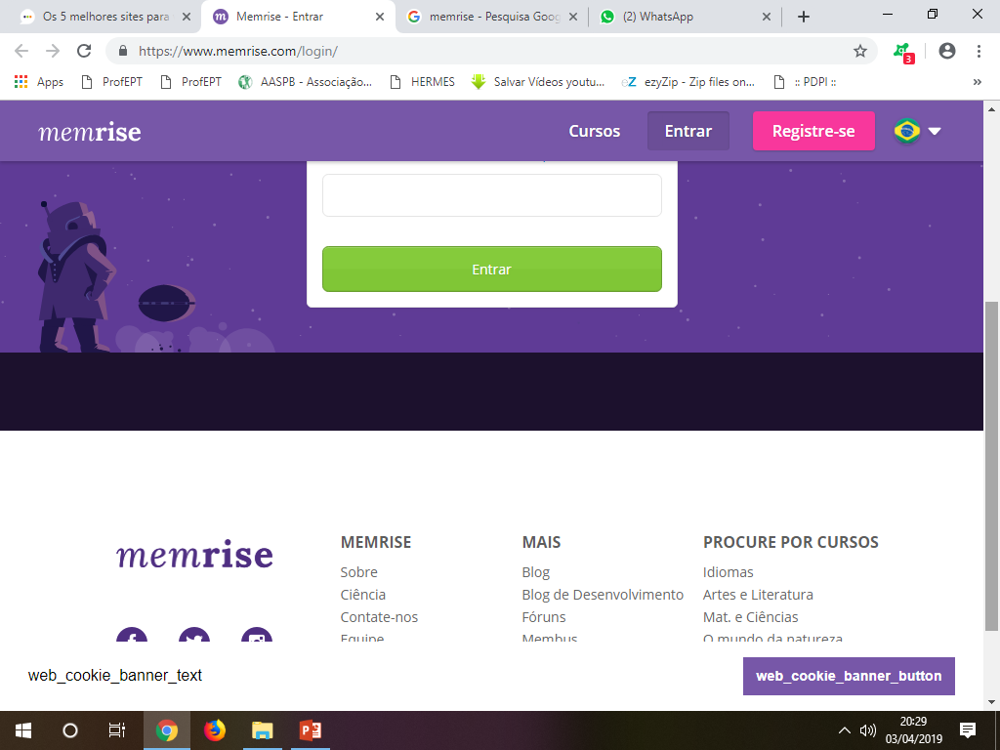 Os 5 melhores sites para
Memrise - Entrar
memrise - Pesquisa Goog
(2) WhatsApp
https://www.memrise.com/login/
3
Apps
ProfEPT
ProfEPT
AASPB - Associação...
HERMES
Salvar Vídeos youtu...
eZ
ezyZip - Zip files on...
:: PDPI ::
»
memrise
Cursos
Entrar
Registre-se
Entrar
memrise
MEMRISE
Sobre
Ciência
Contate-nos
Equipe
MAIS
Blog
Blog de Desenvolvimento
Fóruns
Membus
PROCURE POR CURSOS
Idiomas
Artes e Literatura
Mat. e Ciências
O mundo da natureza
web_cookie_banner_text
web_cookie_banner_button
20:29
03/04/2019